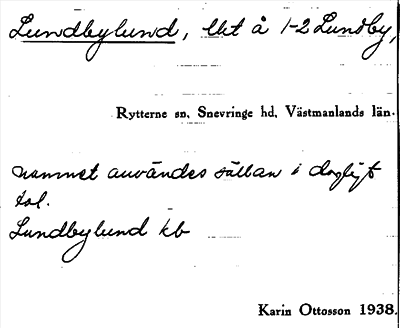 Lundbylund, lht å 1-2 Lundby,
Rytterne sn, Snevringe hd, Västmanlands län.
namnet användes sällan i dagligt
tal.
Lundbylund kb
Karin Ottosson 1938.